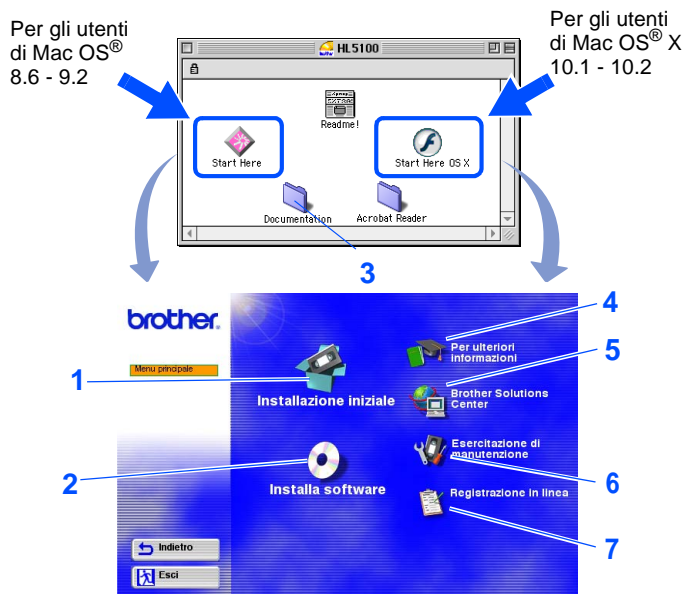 Per gli utenti
di Mac OS®
8.6 - 9.2
Per gli utenti
di Mac OS® X
10.1 - 10.2
HL5100
Readme!
Start Here
Start Here OS X
Documentation
Acrobat Reader
3
brother.
Menu principale
1
Installazione iniziale
2
Installa software
4
Per ulteriori
informazioni
5
Brother Solutions
Center
Esercitazione di
manutenzione
6
Registrazione in linea
7
Indietro
Esci